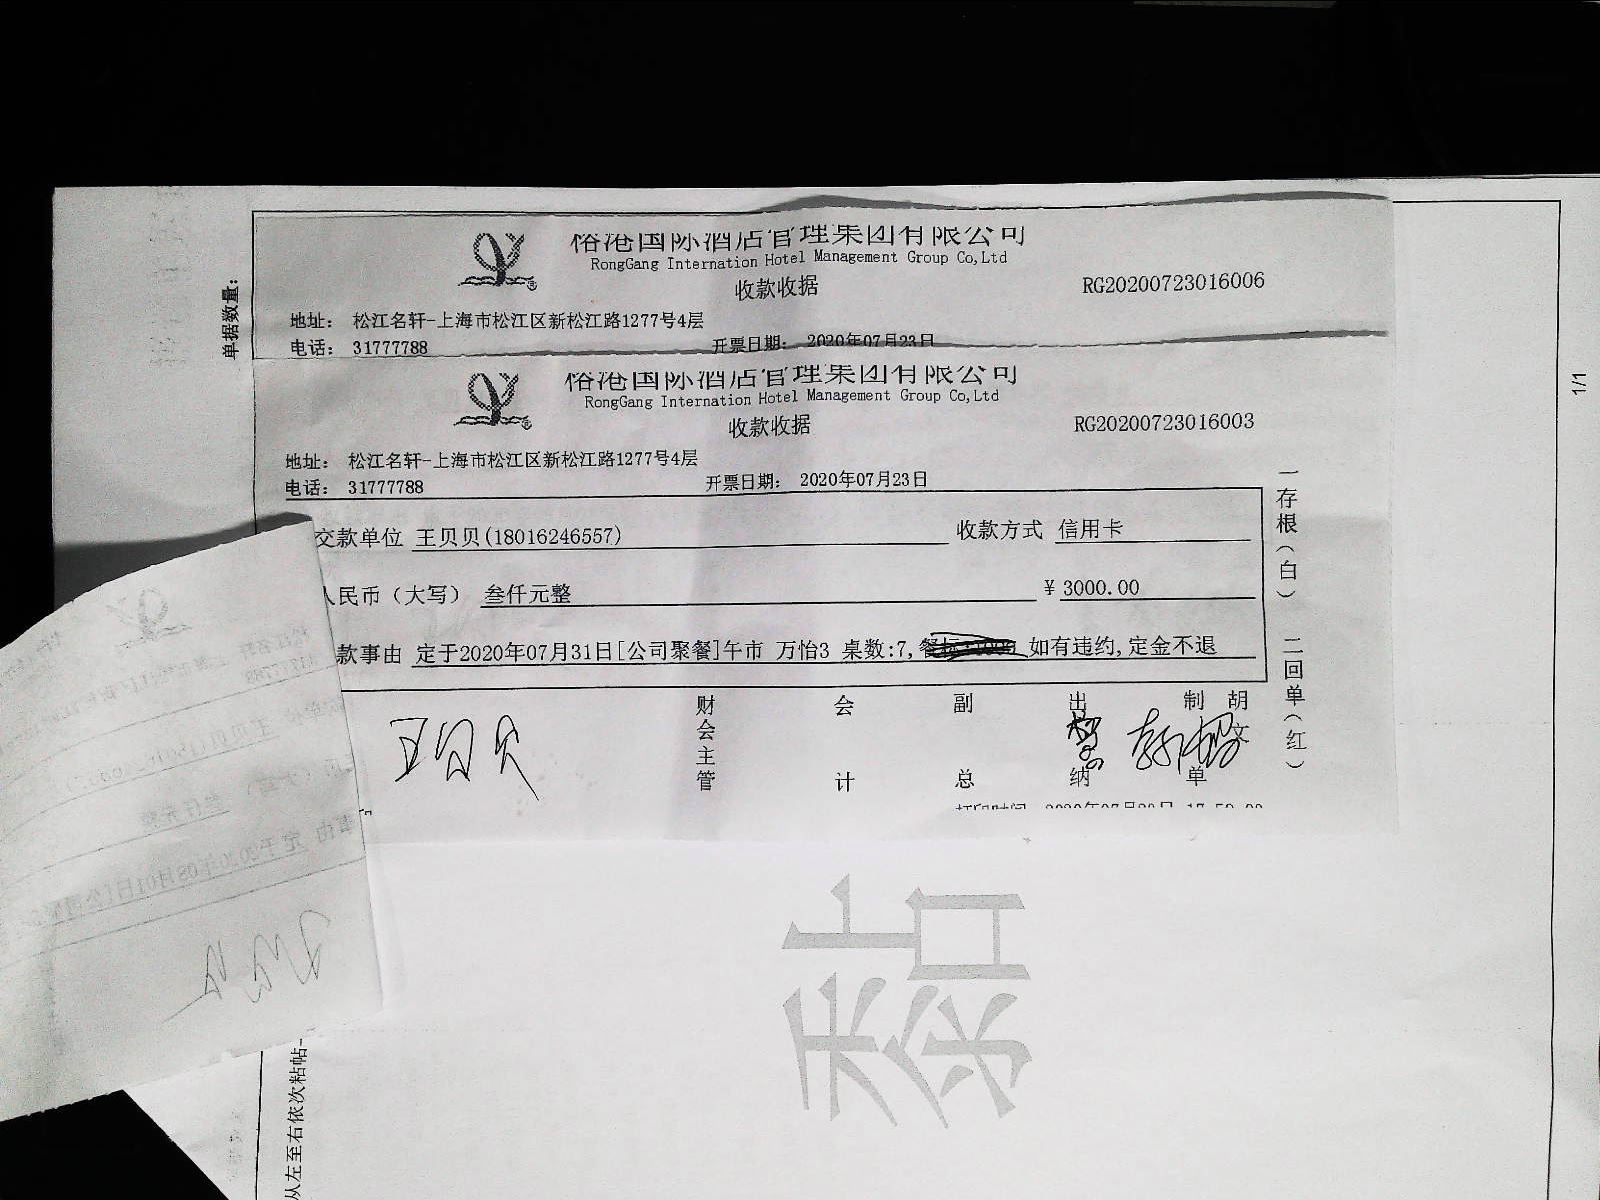 单据数量:
榕港国际酒店管理集团有限公司
RongGang Internation Hotel Management Group Co,Ltd
收款收据
RG20200723016006
地址: 松江名轩-上海市松江区新松江路1277号4层
电话: 31777788 开票日期: 2020年07月23日
榕港国际酒店管理集团有限公司
RongGang Internation Hotel Management Group Co,Ltd
收款收据
RG20200723016003
地址: 松江名轩-上海市松江区新松江路1277号4层
电话: 31777788 开票日期: 2020年07月23日
交款单位 王贝贝(18016246557) 收款方式 信用卡
人民币(大写) 叁仟元整 ¥3000.00
款事由 定于2020年07月31日[公司聚餐]午市 万怡3 桌数:7, 如有违约,定金不退
一存根(白) 二回单(红)
财会主管 会计 副总 出纳 制单 胡文
王贝贝
1/1
粘
从左至右依次粘帖